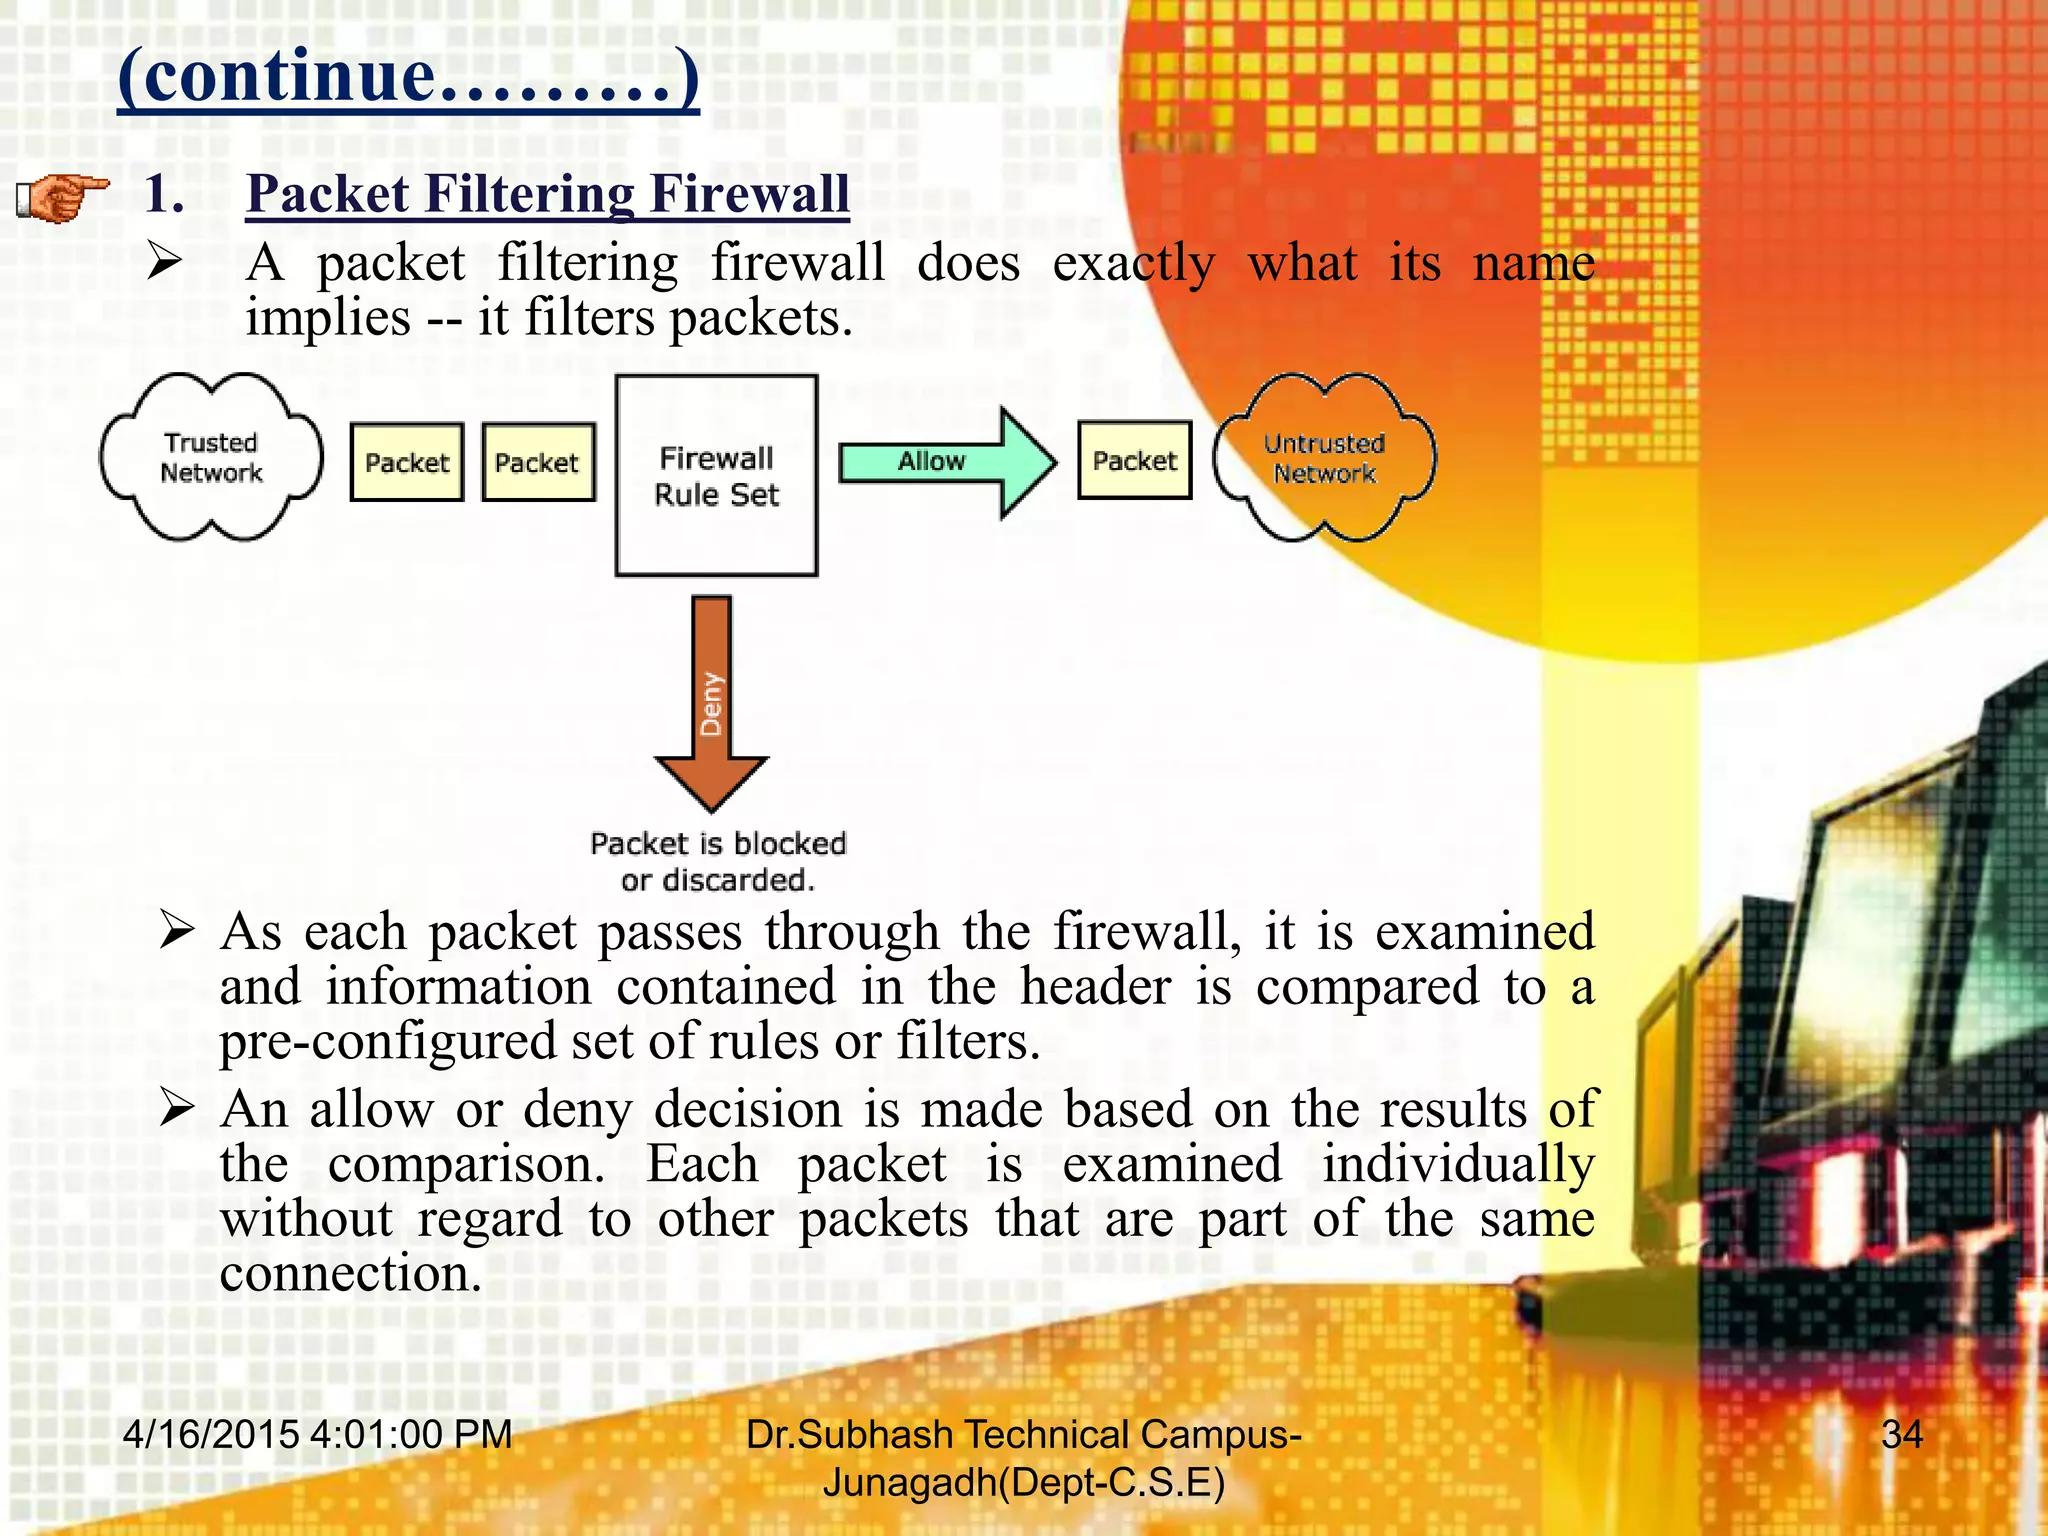 (continue………)
1. Packet Filtering Firewall
➢ A packet filtering firewall does exactly what its name
implies -- it filters packets.
Trusted
Network
Packet
Packet
Firewall
Rule Set
Allow
Packet
Untrusted
Network
Deny
Packet is blocked
or discarded.
➢ As each packet passes through the firewall, it is examined
and information contained in the header is compared to a
pre-configured set of rules or filters.
➢ An allow or deny decision is made based on the results of
the comparison. Each packet is examined individually
without regard to other packets that are part of the same
connection.
4/16/2015 4:01:00 PM
Dr.Subhash Technical Campus-
Junagadh(Dept-C.S.E)
34